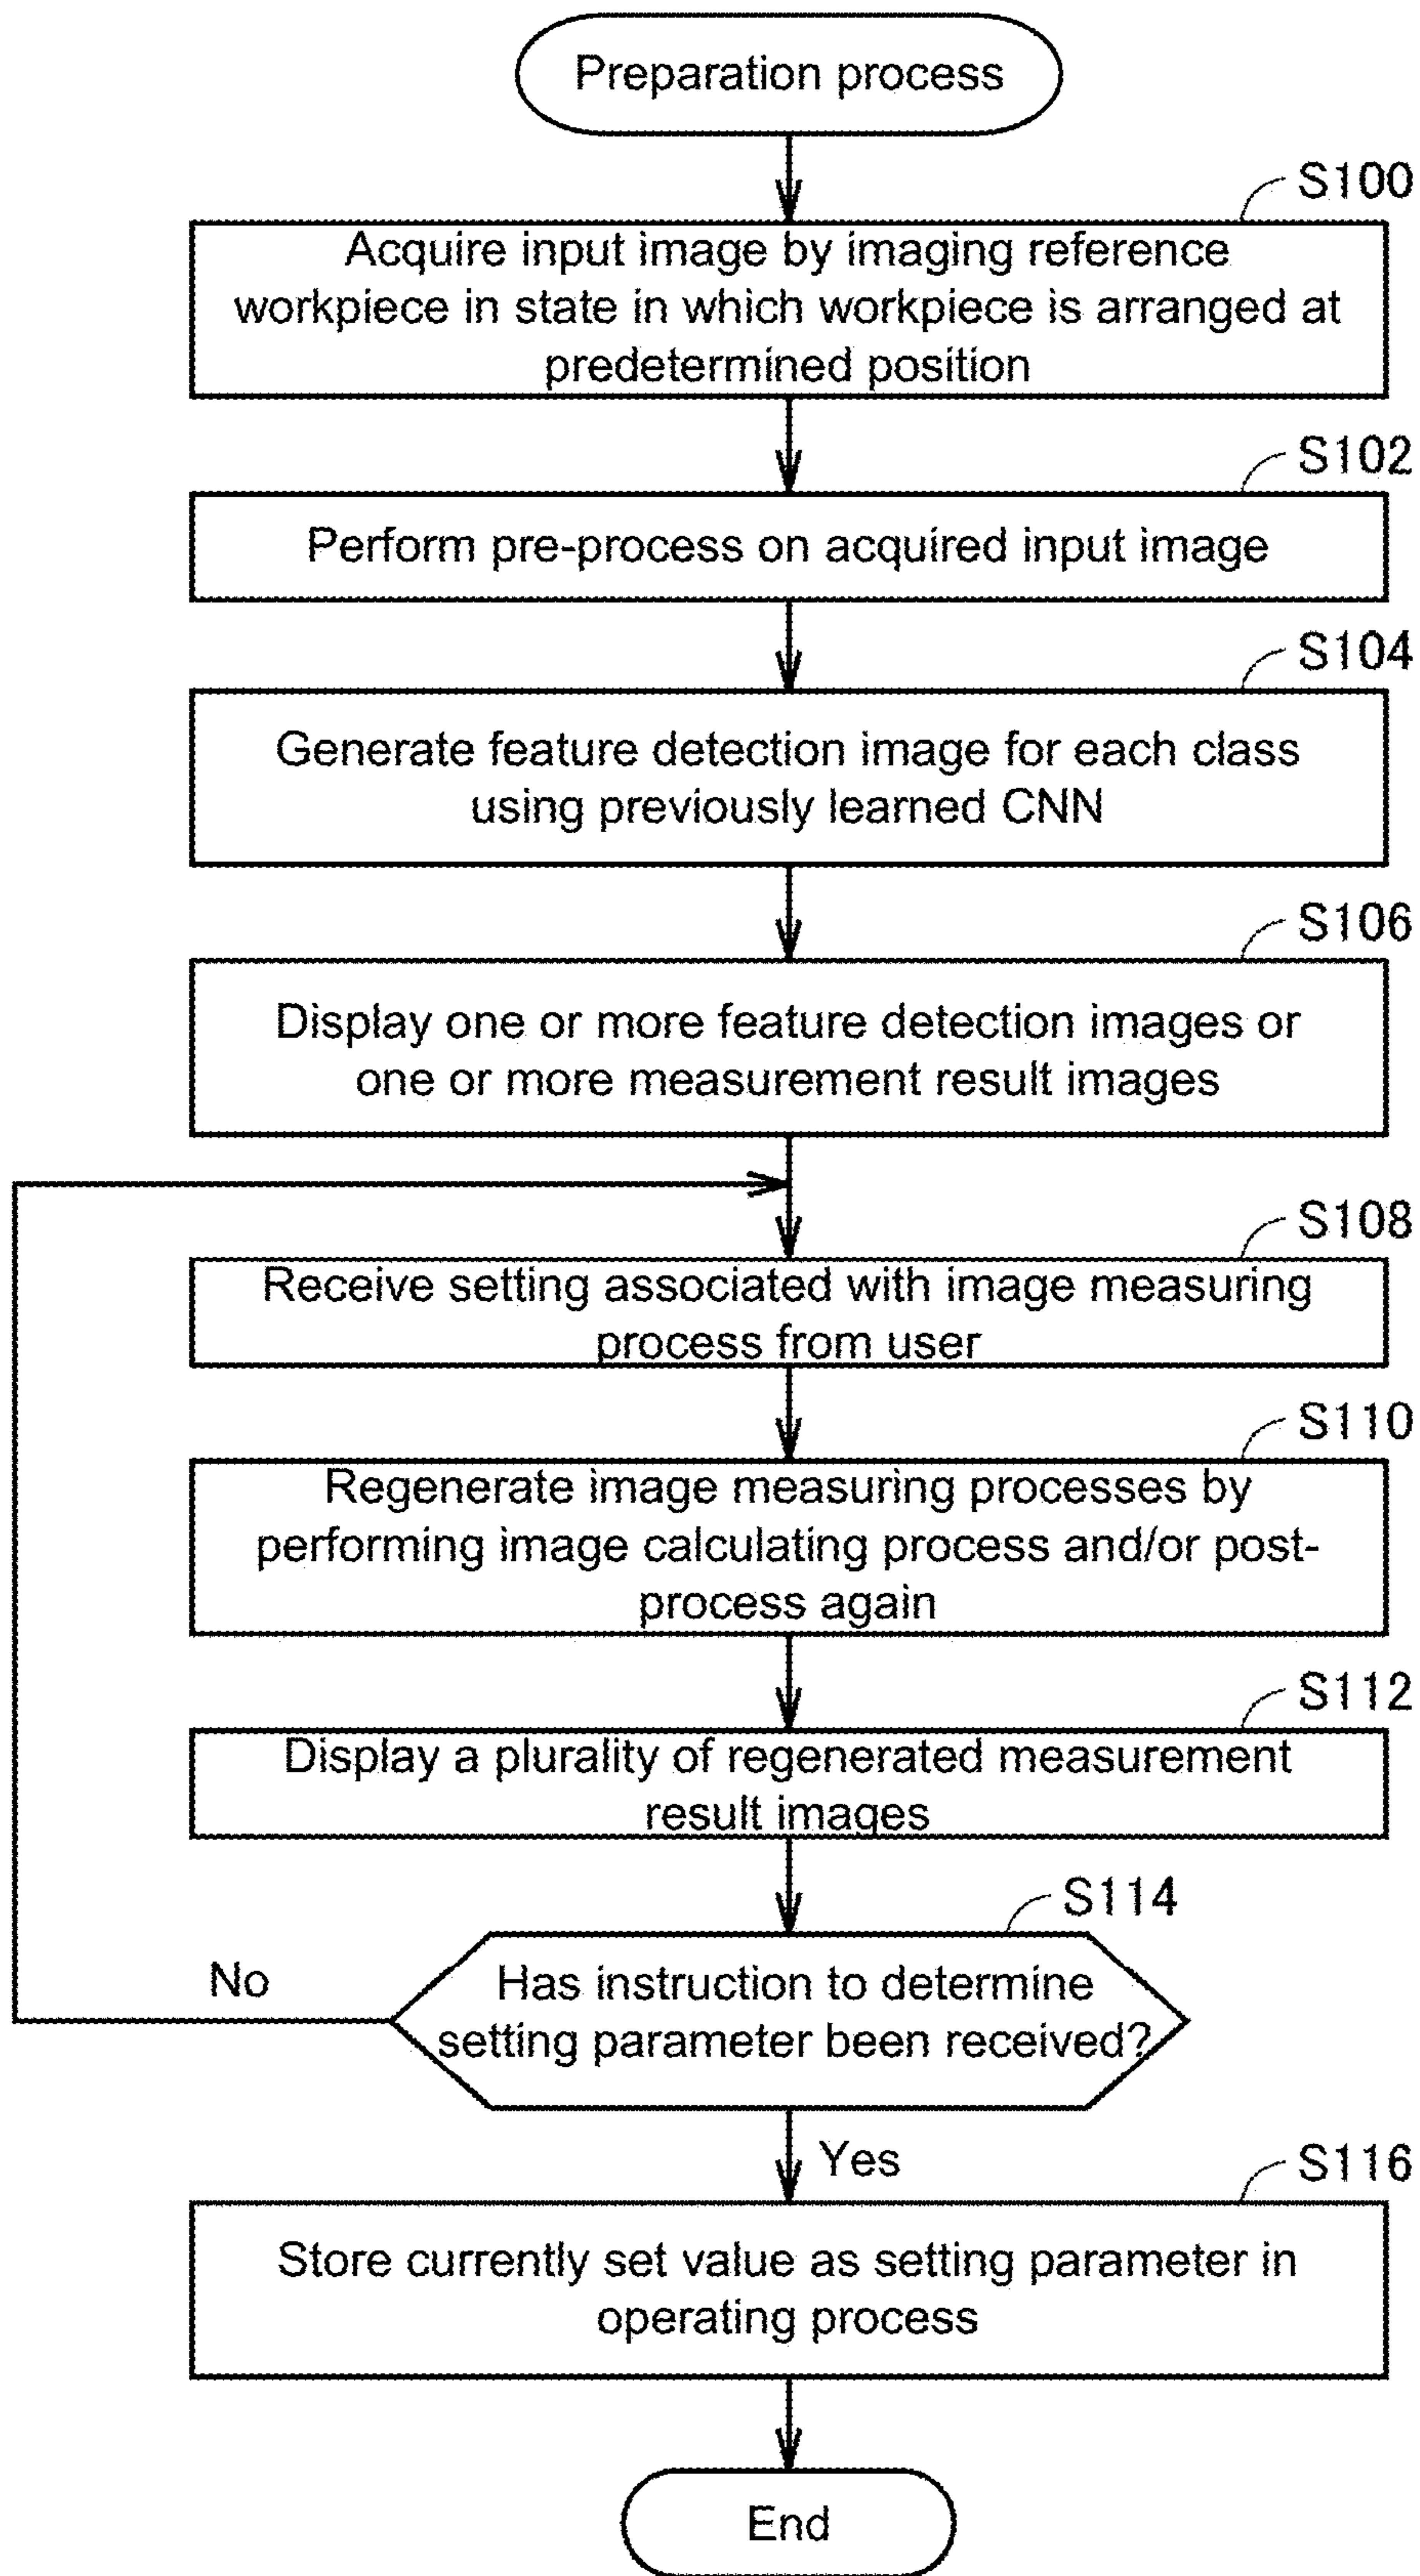 Preparation process
S100
Acquire input image by imaging reference
workpiece in state in which workpiece is arranged at
predetermined position
S102
Perform pre-process on acquired input image
S104
Generate feature detection image for each class
using previously learned CNN
S106
Display one or more feature detection images or
one or more measurement result images
S108
Receive setting associated with image measuring
process from user
S110
Regenerate image measuring processes by
performing image calculating process and/or post-
process again
S112
Display a plurality of regenerated measurement
result images
S114
No
Has instruction to determine
setting parameter been received?
Yes
S116
Store currently set value as setting parameter in
operating process
End